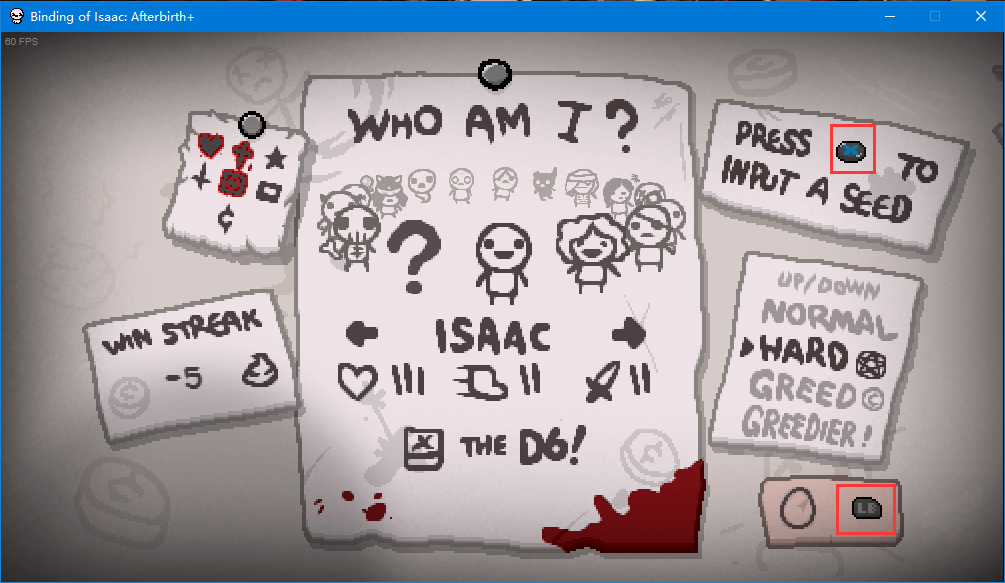 Binding of Isaac: Afterbirth+
60 FPS
WHO AM I?
PRESS X TO
INPUT A SEED
UP/DOWN
NORMAL
HARD
GREED
GREEDIER!
WIN STREAK
-5
ISAAC
THE D6!
LB